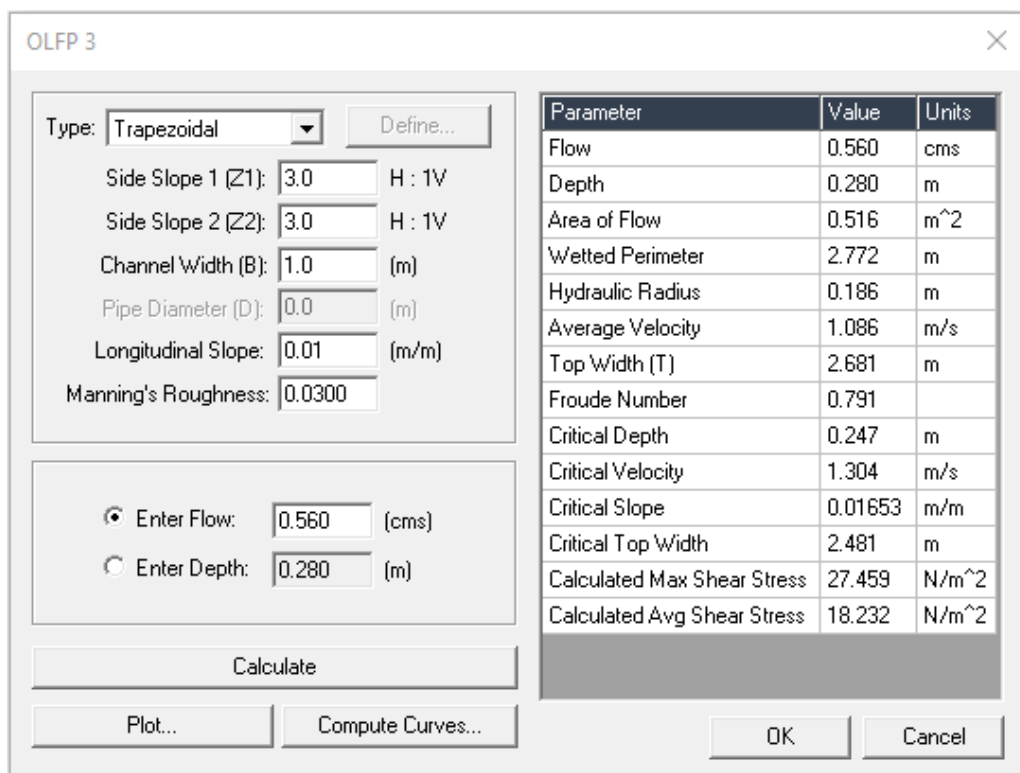 OLFP 3
Type: Trapezoidal Define...
Side Slope 1 (Z1): 3.0 H : 1V
Side Slope 2 (Z2): 3.0 H : 1V
Channel Width (B): 1.0 (m)
Pipe Diameter (D): 0.0 (m)
Longitudinal Slope: 0.01 (m/m)
Manning's Roughness: 0.0300
Enter Flow: 0.560 (cms)
Enter Depth: 0.280 (m)
Calculate
Plot... Compute Curves...
Parameter Value Units
Flow 0.560 cms
Depth 0.280 m
Area of Flow 0.516 m^2
Wetted Perimeter 2.772 m
Hydraulic Radius 0.186 m
Average Velocity 1.086 m/s
Top Width (T) 2.681 m
Froude Number 0.791
Critical Depth 0.247 m
Critical Velocity 1.304 m/s
Critical Slope 0.01653 m/m
Critical Top Width 2.481 m
Calculated Max Shear Stress 27.459 N/m^2
Calculated Avg Shear Stress 18.232 N/m^2
OK Cancel